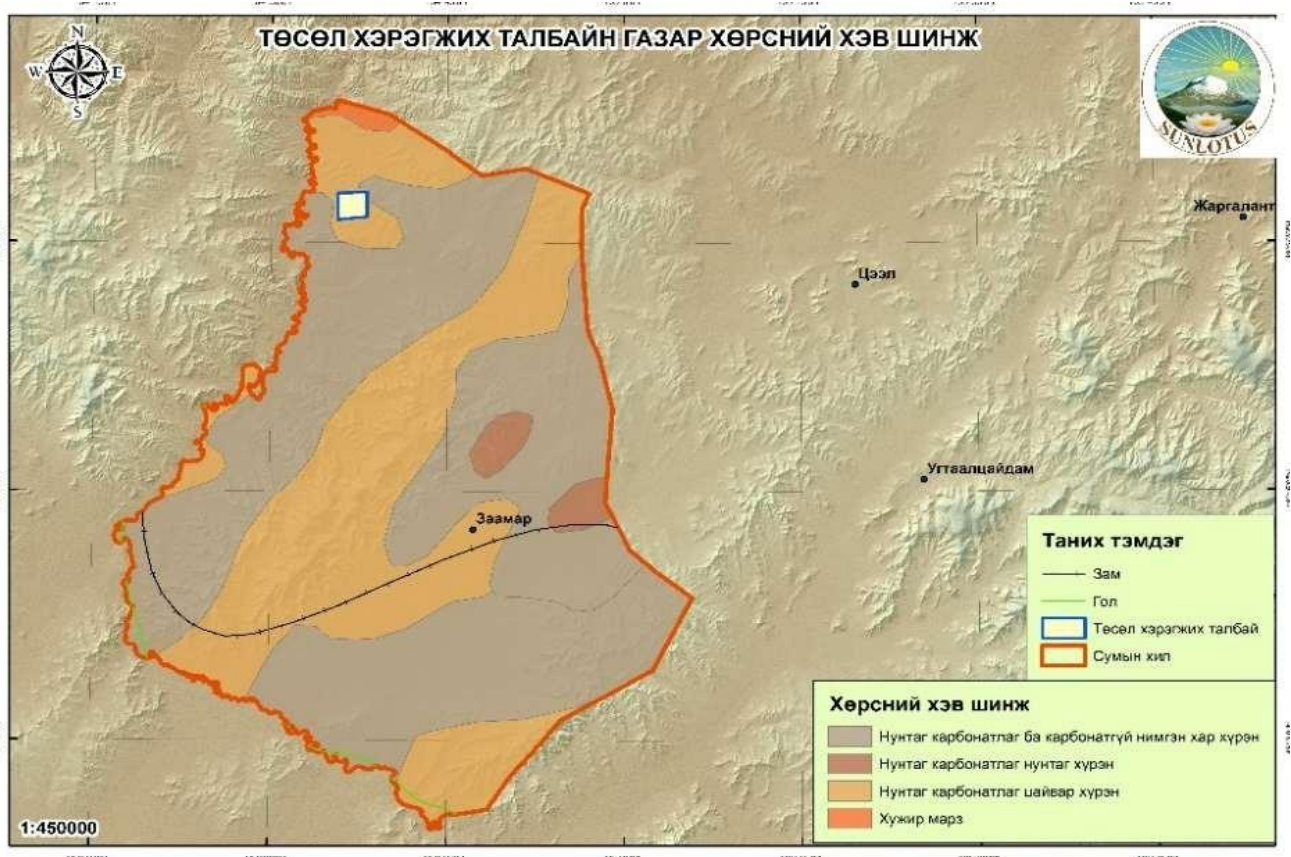 ТӨСӨЛ ХЭРЭГЖИХ ТАЛБАЙН ГАЗАР ХӨРСНИЙ ХЭВ ШИНЖ
N
W E
S
SUNLOTUS
Жаргалант
Цээл
Угтаалцайдам
Заамар
Таних тэмдэг
Зам
Гол
Төсөл хэрэгжих талбай
Сумын хил
Хөрсний хэв шинж
Нунтаг карбонатлаг ба карбонатгүй нимгэн хар хүрэн
Нунтаг карбонатлаг нунтаг хүрэн
Нунтаг карбонатлаг цайвар хүрэн
Хужир марз
1:450000